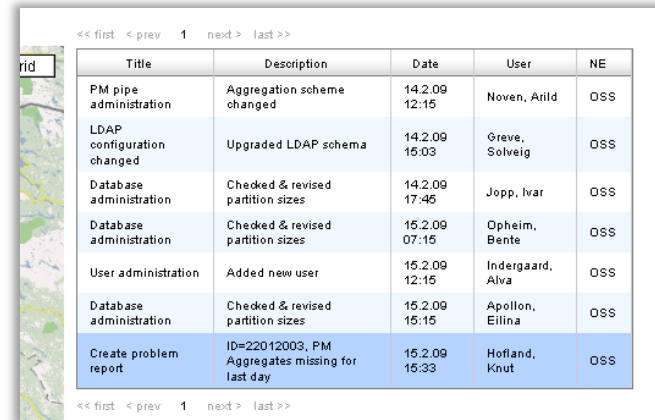 << first < prev 1 next > last >>
rid
Title Description Date User NE
PM pipe administration Aggregation scheme changed 14.2.09 12:15 Noven, Arild OSS
LDAP configuration changed Upgraded LDAP schema 14.2.09 15:03 Greve, Solveig OSS
Database administration Checked & revised partition sizes 14.2.09 17:45 Jopp, Ivar OSS
Database administration Checked & revised partition sizes 15.2.09 07:15 Opheim, Bente OSS
User administration Added new user 15.2.09 12:15 Indergaard, Alva OSS
Database administration Checked & revised partition sizes 15.2.09 15:15 Apollon, Eilina OSS
Create problem report ID=22012003, PM Aggregates missing for last day 15.2.09 15:33 Hofland, Knut OSS
<< first < prev 1 next > last >>